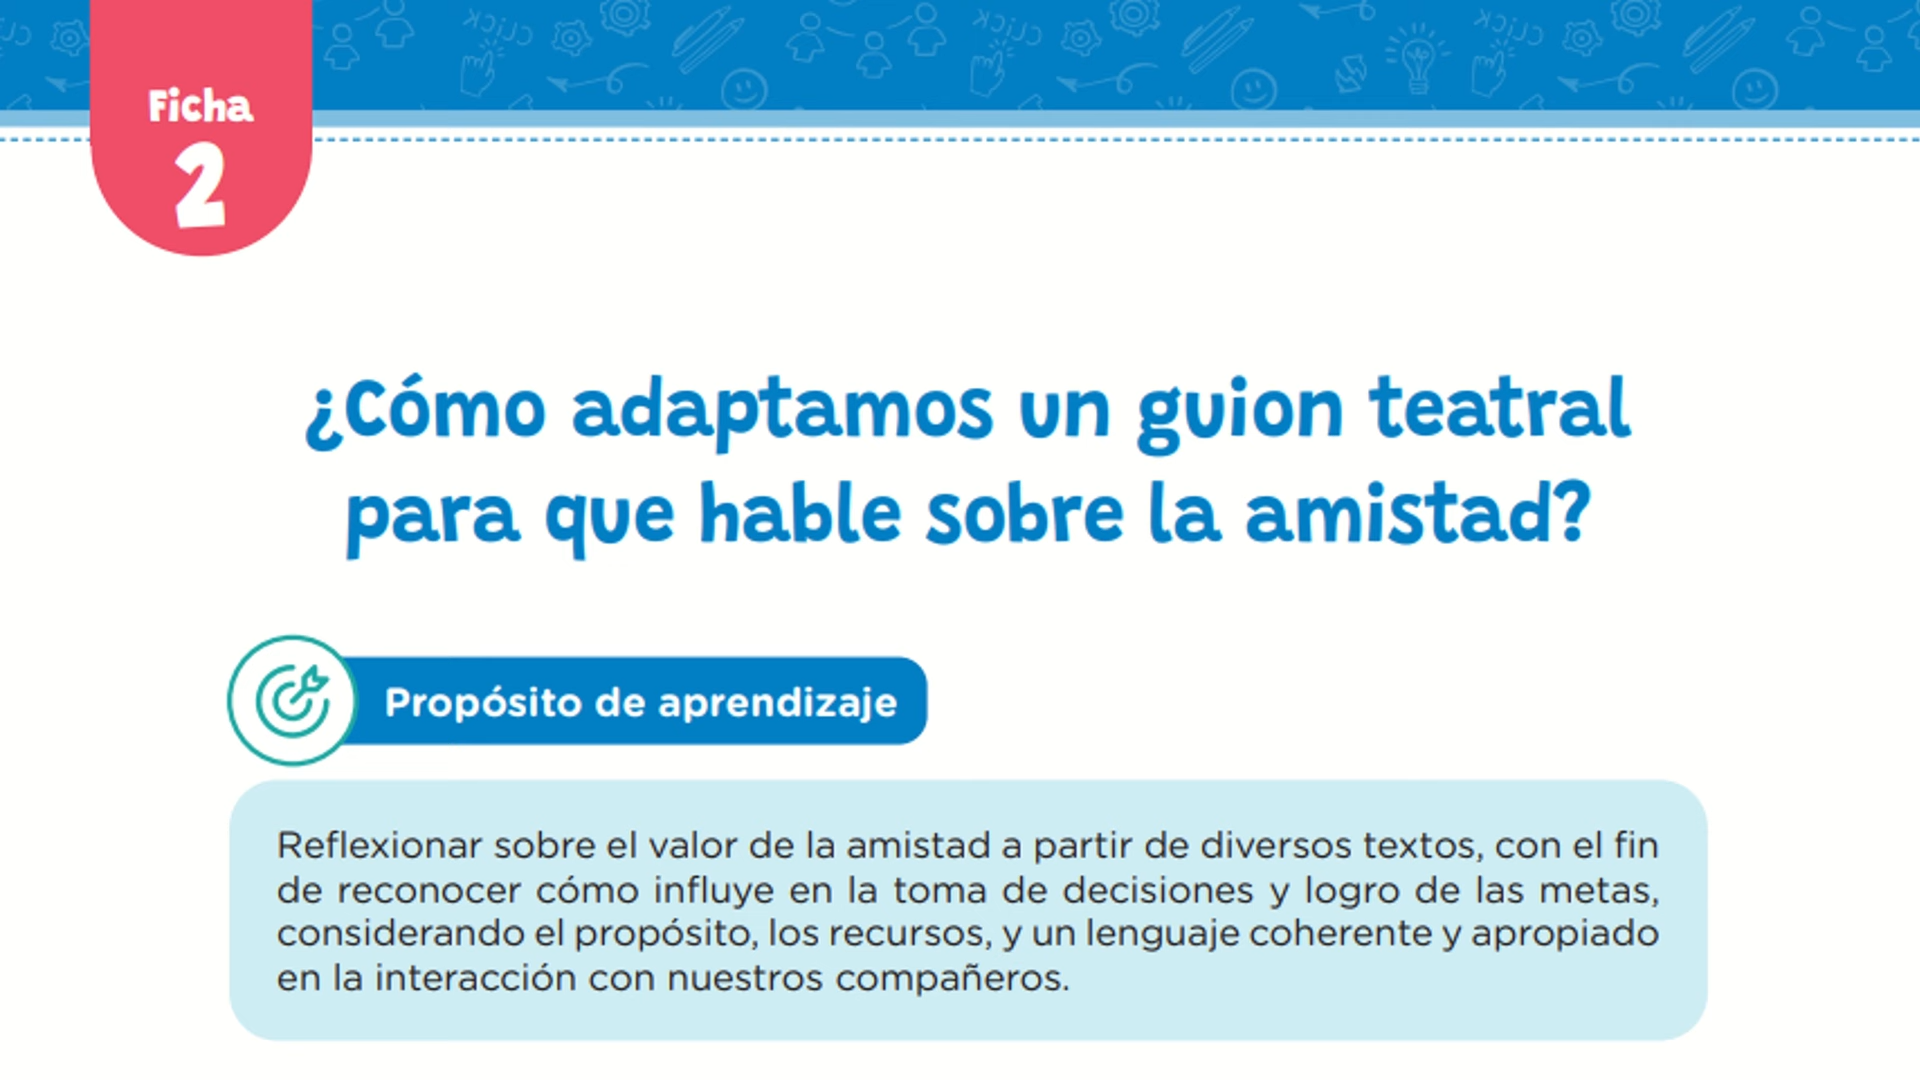 Ficha
2
¿Cómo adaptamos un guion teatral
para que hable sobre la amistad?
Propósito de aprendizaje
Reflexionar sobre el valor de la amistad a partir de diversos textos, con el fin
de reconocer cómo influye en la toma de decisiones y logro de las metas,
considerando el propósito, los recursos, y un lenguaje coherente y apropiado
en la interacción con nuestros compañeros.